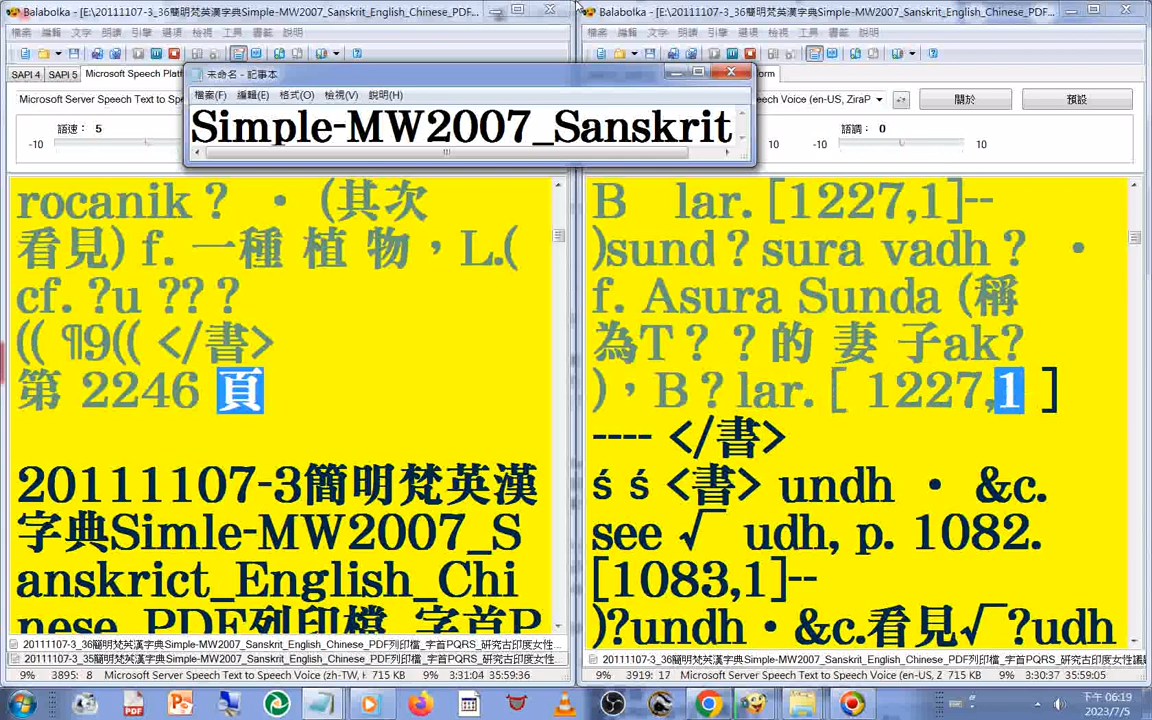 Balabolka - [E:\20111107-3_36簡明梵英漢字典Simple-MW2007_Sanskrit_English_Chinese_PDF...
Balabolka - [E:\20111107-3_36簡明梵英漢字典Simple-MW2007_Sanskrit_English_Chinese_PDF...
檔案 編輯 文字 朗讀 引擎 選項 檢視 工具 書籤 說明
檔案 編輯 文字 朗讀 引擎 選項 檢視 工具 書籤 說明
SAPI 4 SAPI 5 Microsoft Speech Platf
orm
Microsoft Server Speech Text to Sp
eech Voice (en-US, ZiraP
關於
預設
語速： 5
語調： 0
-10
10
-10
10
未命名 - 記事本
檔案(F) 編輯(E) 格式(O) 檢視(V) 說明(H)
Simple-MW2007_Sanskrit
rocanik？ • (其次
看見) f. 一種 植 物，L.(
cf. ?u ??？
(( ¶9(( </書>
第 2246 頁
20111107-3簡明梵英漢
字典Simle-MW2007_S
anskrict_English_Chi
nese_PDF列印檔_字首P
B lar. [1227,1]--
)sund？sura vadh？ •
f. Asura Sunda (稱
為T？？的 妻 子ak?
)，B？lar. [ 1227,1 ]
---- </書>
ś ś <書> undh • &c.
see √ udh, p. 1082.
[1083,1]--
)?undh•&c.看見√?udh
20111107-3_36簡明梵英漢字典Simple-MW2007_Sanskrit_English_Chinese_PDF列印檔_字首PQRS_研究古印度女性...
20111107-3_35簡明梵英漢字典Simple-MW2007_Sanskrit_English_Chinese_PDF列印檔_字首PQRS_研究古印度女性...
20111107-3_36簡明梵英漢字典Simple-MW2007_Sanskrit_English_Chinese_PDF列印檔_字首PQRS_研究古印度女性議
9% 3895: 8 Microsoft Server Speech Text to Speech Voice (zh-TW, H 715 KB 9% 3:31:04 35:59:36
9% 3919: 17 Microsoft Server Speech Text to Speech Voice (en-US, Z 715 KB 9% 3:30:37 35:59:05
下午 06:19
2023/7/5